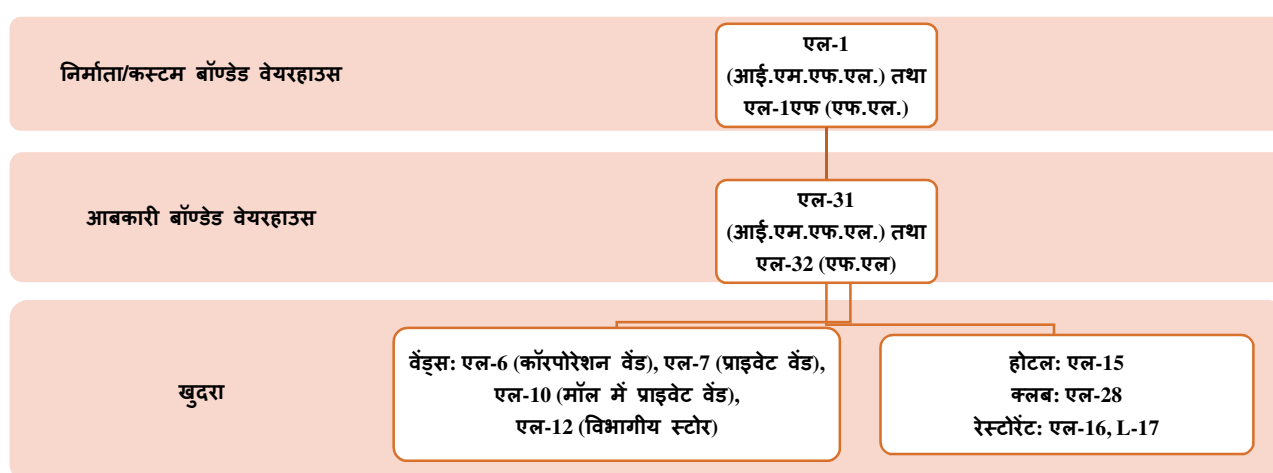 निर्माता/कस्टम बॉण्डेड वेयरहाउस
एल-1
(आई.एम.एफ.एल.) तथा
एल-1एफ (एफ.एल.)
आबकारी बॉण्डेड वेयरहाउस
एल-31
(आई.एम.एफ.एल.) तथा
एल-32 (एफ.एल)
खुदरा
वेंड्स: एल-6 (कॉरपोरेशन वेंड), एल-7 (प्राइवेट वेंड),
एल-10 (मॉल में प्राइवेट वेंड),
एल-12 (विभागीय स्टोर)
होटल: एल-15
क्लब: एल-28
रेस्टोरेंट: एल-16, L-17